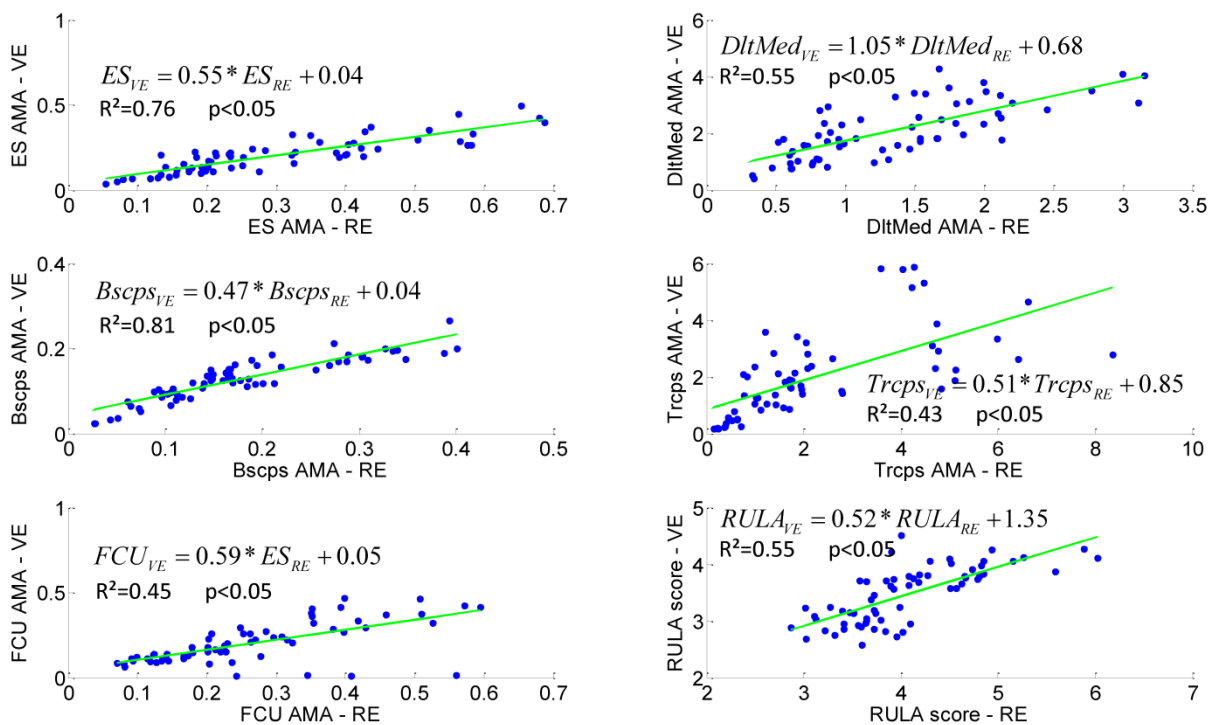 1
ES AMA - VE
0.5
0
ES_VE = 0.55 * ES_RE + 0.04
R²=0.76 p<0.05
0 0.1 0.2 0.3 0.4 0.5 0.6 0.7
ES AMA - RE
6
DltMed AMA - VE
4
2
0
DltMed_VE = 1.05 * DltMed_RE + 0.68
R²=0.55 p<0.05
0 0.5 1 1.5 2 2.5 3 3.5
DltMed AMA - RE
0.4
Bscps AMA - VE
0.2
0
Bscps_VE = 0.47 * Bscps_RE + 0.04
R²=0.81 p<0.05
0 0.1 0.2 0.3 0.4 0.5
Bscps AMA - RE
6
Trcps AMA - VE
4
2
0
Trcps_VE = 0.51 * Trcps_RE + 0.85
R²=0.43 p<0.05
0 2 4 6 8 10
Trcps AMA - RE
1
FCU AMA - VE
0.5
0
FCU_VE = 0.59 * ES_RE + 0.05
R²=0.45 p<0.05
0 0.1 0.2 0.3 0.4 0.5 0.6 0.7
FCU AMA - RE
5
RULA score - VE
4
3
2
RULA_VE = 0.52 * RULA_RE + 1.35
R²=0.55 p<0.05
2 3 4 5 6 7
RULA score - RE